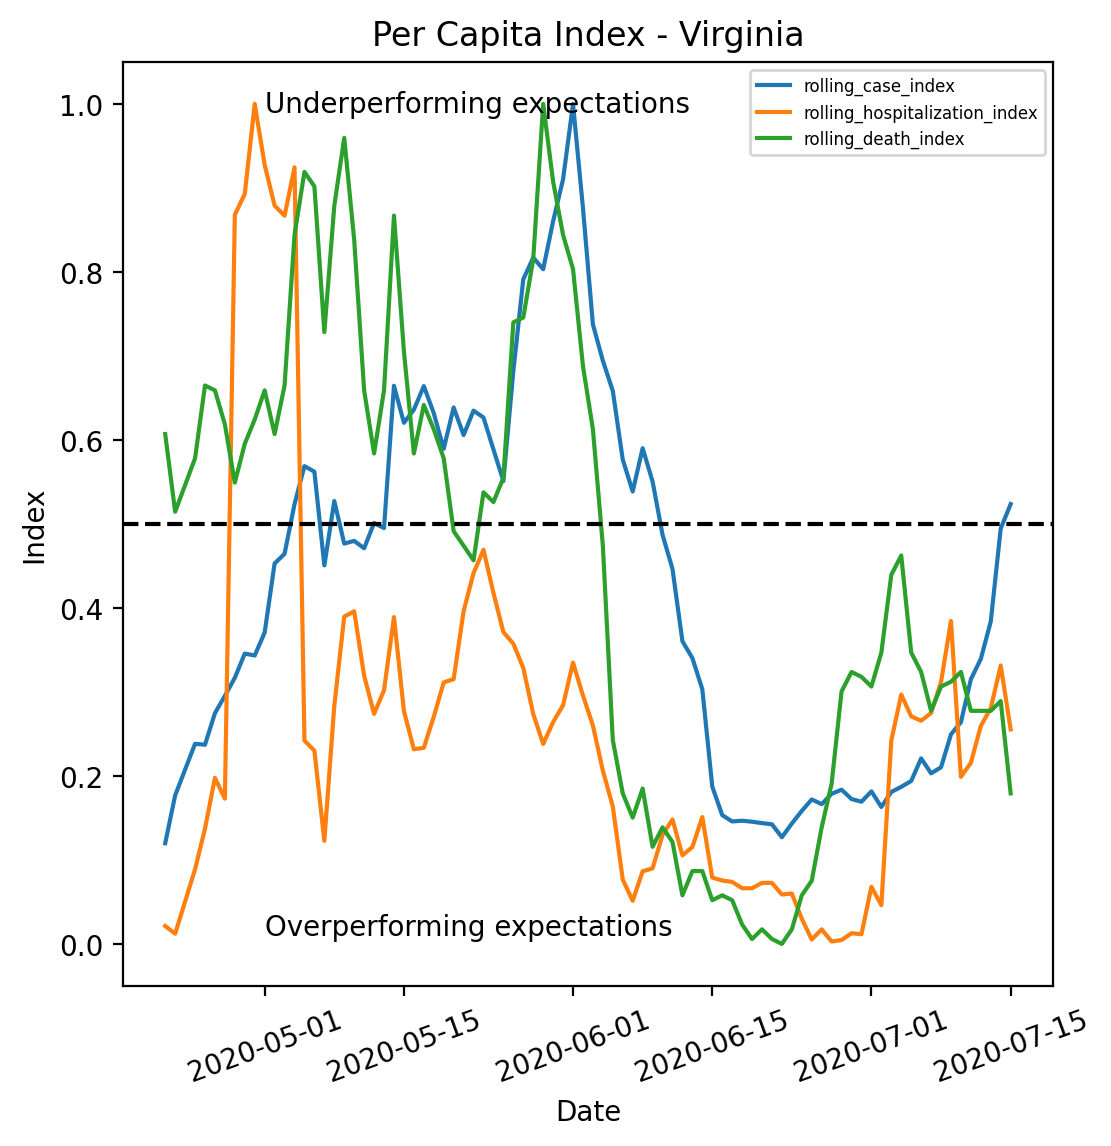 Per Capita Index - Virginia
Underperforming expectations
rolling_case_index
rolling_hospitalization_index
rolling_death_index
1.0
0.8
0.6
0.4
0.2
0.0
Index
Overperforming expectations
2020-05-01
2020-05-15
2020-06-01
2020-06-15
2020-07-01
2020-07-15
Date